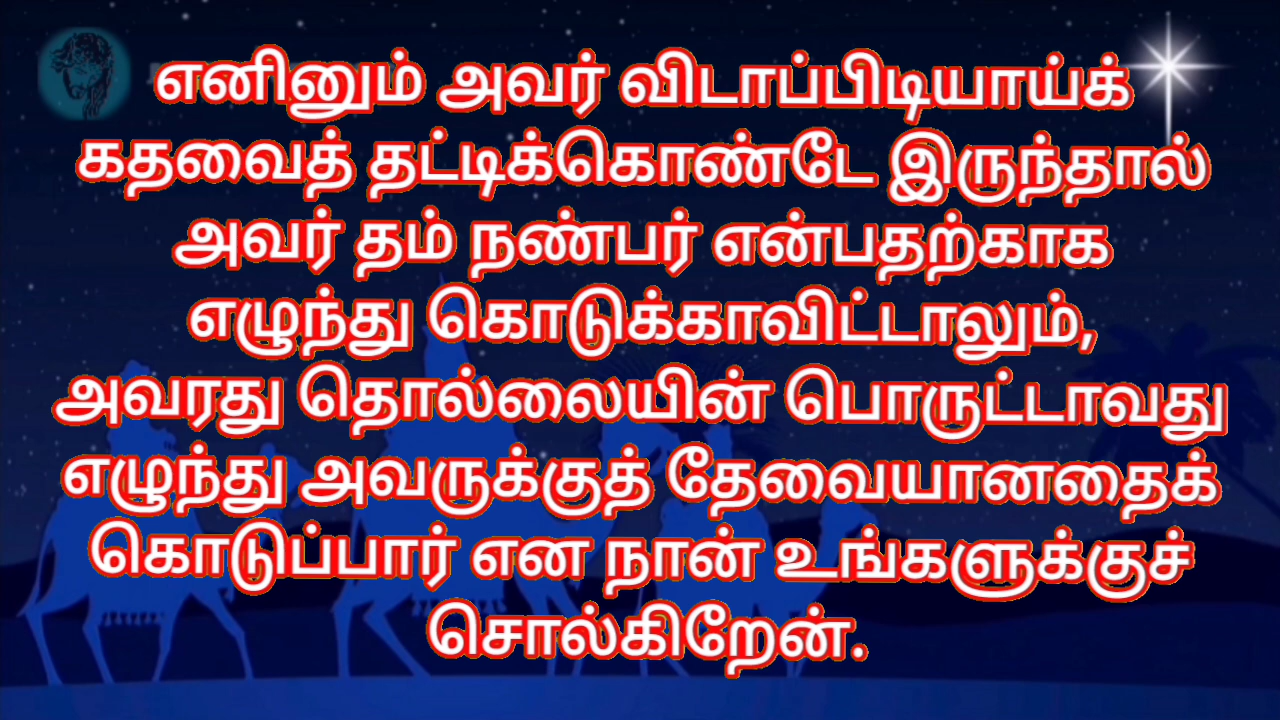 எனினும் அவர் விடாப்பிடியாய்க்
கதவைத் தட்டிக்கொண்டே இருந்தால்
அவர் தம் நண்பர் என்பதற்காக
எழுந்து கொடுக்காவிட்டாலும்,
அவரது தொல்லையின் பொருட்டாவது
எழுந்து அவருக்குத் தேவையானதைக்
கொடுப்பார் என நான் உங்களுக்குச்
சொல்கிறேன்.